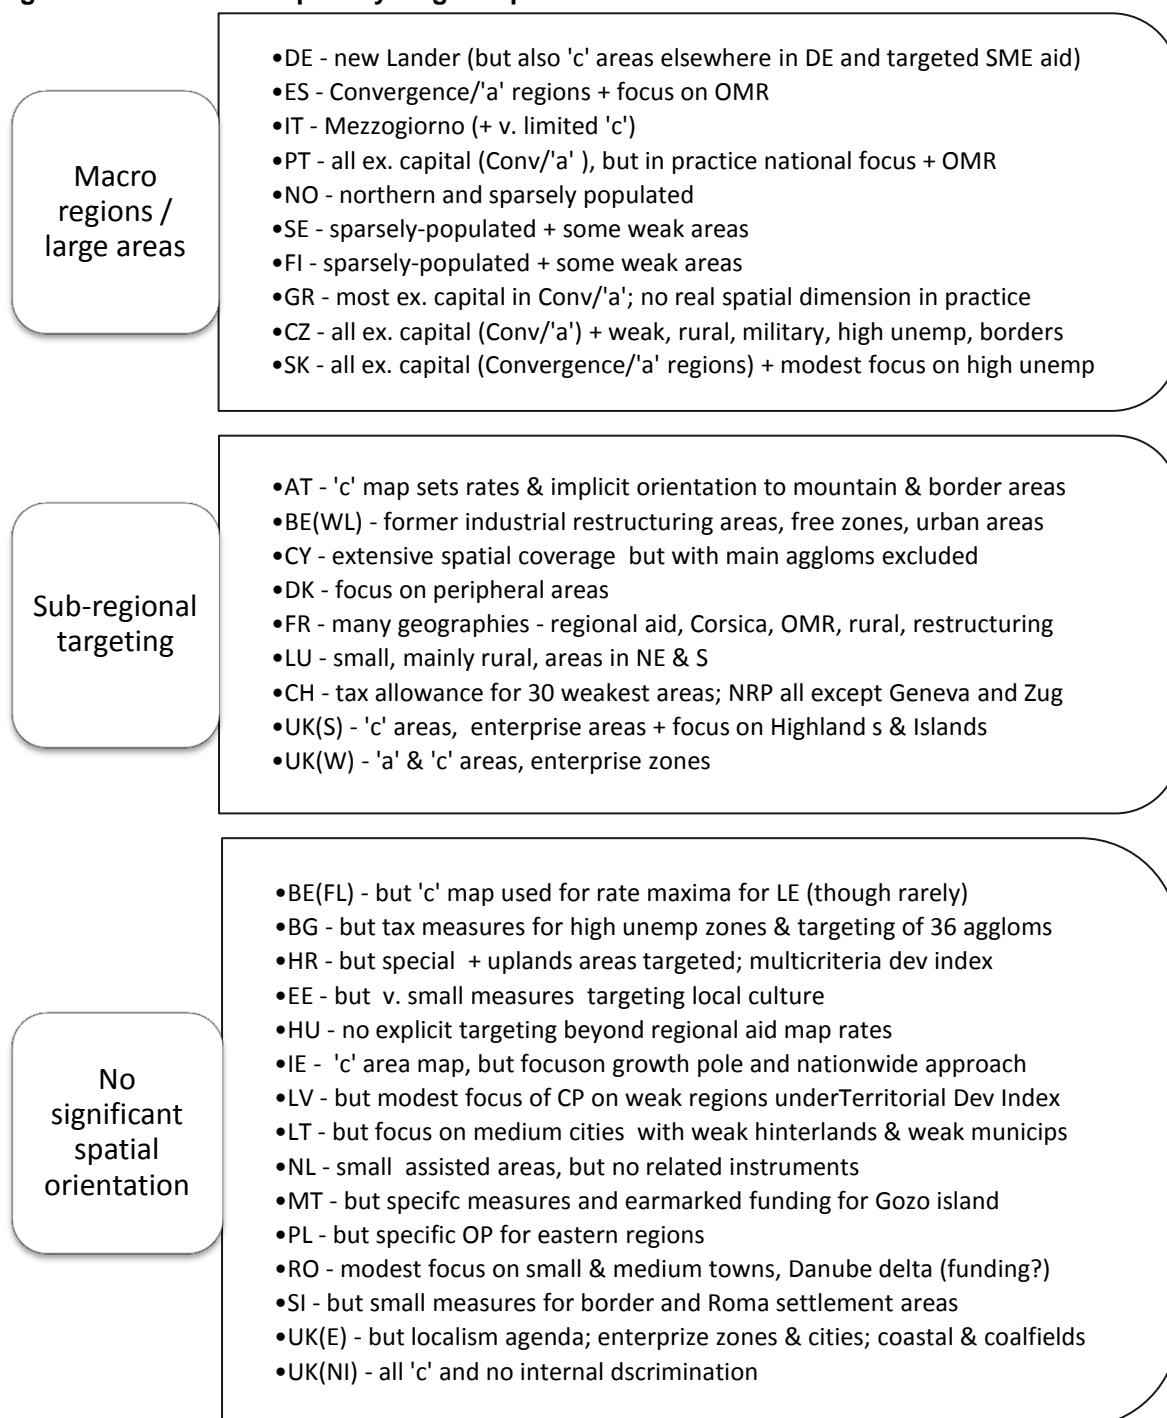 Macro
regions /
large areas
•DE - new Lander (but also 'c' areas elsewhere in DE and targeted SME aid)
•ES - Convergence/'a' regions + focus on OMR
•IT - Mezzogiorno (+ v. limited 'c')
•PT - all ex. capital (Conv/'a' ), but in practice national focus + OMR
•NO - northern and sparsely populated
•SE - sparsely-populated + some weak areas
•FI - sparsely-populated + some weak areas
•GR - most ex. capital in Conv/'a'; no real spatial dimension in practice
•CZ - all ex. capital (Conv/'a') + weak, rural, military, high unemp, borders
•SK - all ex. capital (Convergence/'a' regions) + modest focus on high unemp
Sub-regional
targeting
•AT - 'c' map sets rates & implicit orientation to mountain & border areas
•BE(WL) - former industrial restructuring areas, free zones, urban areas
•CY - extensive spatial coverage  but with main aggloms excluded
•DK - focus on peripheral areas
•FR - many geographies - regional aid, Corsica, OMR, rural, restructuring
•LU - small, mainly rural, areas in NE & S
•CH - tax allowance for 30 weakest areas; NRP all except Geneva and Zug
•UK(S) - 'c' areas,  enterprise areas + focus on Highland s & Islands
•UK(W) - 'a' & 'c' areas, enterprise zones
No
significant
spatial
orientation
•BE(FL) - but 'c' map used for rate maxima for LE (though rarely)
•BG - but tax measures for high unemp zones & targeting of 36 aggloms
•HR - but special  + uplands areas targeted; multicriteria dev index
•EE - but  v. small measures  targeting local culture
•HU - no explicit targeting beyond regional aid map rates
•IE -  'c' area map, but focuson growth pole and nationwide approach
•LV - but modest focus of CP on weak regions underTerritorial Dev Index
•LT - but focus on medium cities  with weak hinterlands & weak municips
•NL - small  assisted areas, but no related instruments
•MT - but specifc measures and earmarked funding for Gozo island
•PL - but specific OP for eastern regions
•RO - modest focus on small & medium towns, Danube delta (funding?)
•SI - but small measures for border and Roma settlement areas
•UK(E) - but localism agenda; enterprize zones & cities; coastal & coalfields
•UK(NI) - all 'c' and no internal dscrimination